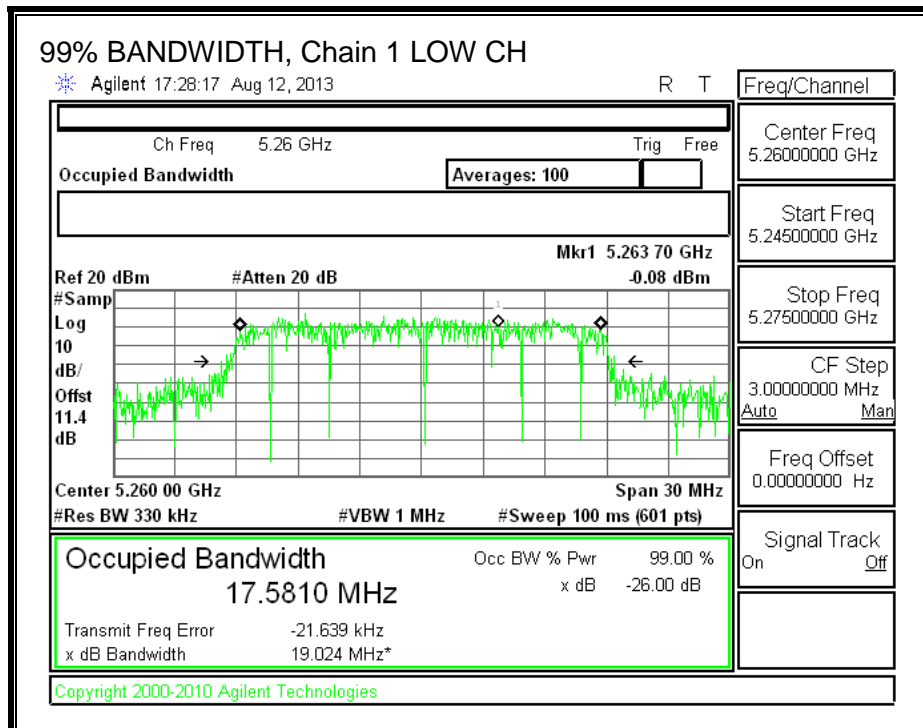 99% BANDWIDTH, Chain 1 LOW CH
Agilent 17:28:17 Aug 12, 2013 R T
Freq/Channel
Ch Freq 5.26 GHz Trig Free
Occupied Bandwidth Averages: 100
Center Freq
5.26000000 GHz
Start Freq
5.24500000 GHz
Mkr1 5.263 70 GHz
Ref 20 dBm #Atten 20 dB -0.08 dBm
#Samp
Log
10
dB/
Offst
11.4
dB
1
Stop Freq
5.27500000 GHz
CF Step
3.00000000 MHz
Auto Man
Freq Offset
0.00000000 Hz
Center 5.260 00 GHz Span 30 MHz
#Res BW 330 kHz #VBW 1 MHz #Sweep 100 ms (601 pts)
Signal Track
On Off
Occupied Bandwidth Occ BW % Pwr 99.00 %
17.5810 MHz x dB -26.00 dB
Transmit Freq Error -21.639 kHz
x dB Bandwidth 19.024 MHz*
Copyright 2000-2010 Agilent Technologies